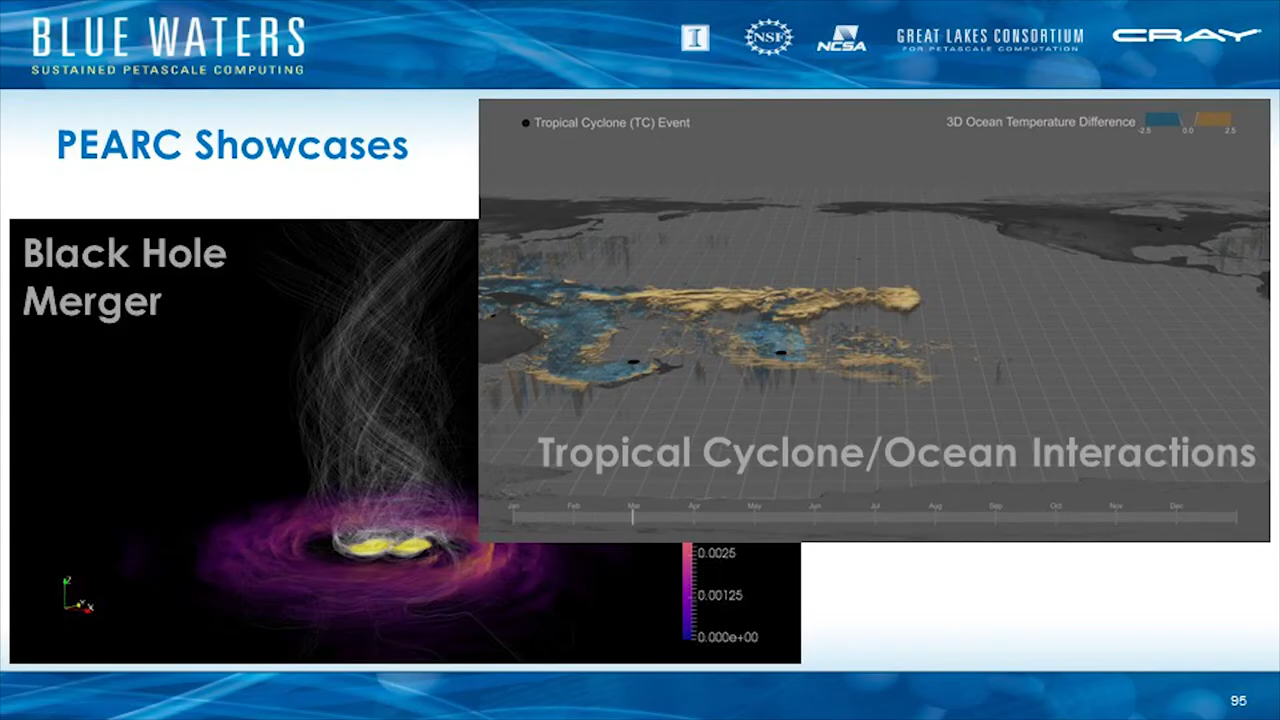 BLUE WATERS
SUSTAINED PETASCALE COMPUTING
I
NSF
NCSA
GREAT LAKES CONSORTIUM
FOR PETASCALE COMPUTATION
CRAY
PEARC Showcases
Tropical Cyclone (TC) Event
3D Ocean Temperature Difference
-2.5 0.0 2.5
Black Hole
Merger
Tropical Cyclone/Ocean Interactions
Jan Feb Mar Apr May Jun Jul Aug Sep Oct Nov Dec
0.0025
0.00125
0.000e+00
Z
Y
X
95